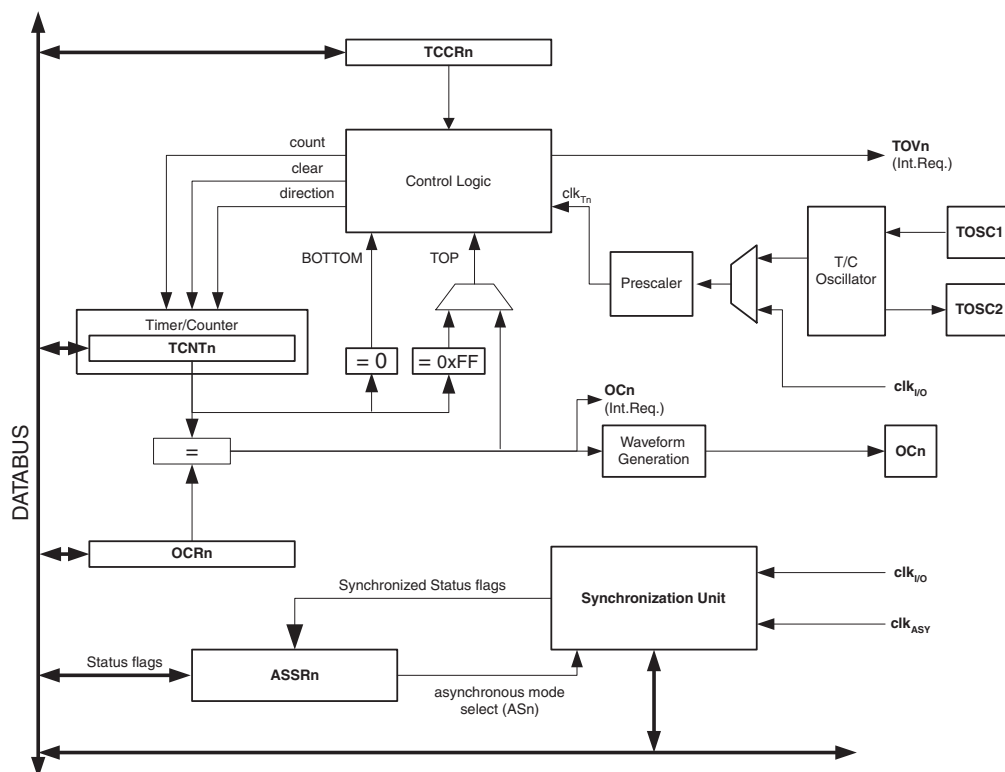 TCCRn
count
clear
direction
Control Logic
TOVn
(Int.Req.)
clkTn
TOSC1
T/C
Oscillator
TOSC2
BOTTOM
TOP
Prescaler
Timer/Counter
TCNTn
= 0
= 0xFF
clkI/O
OCn
(Int.Req.)
=
Waveform
Generation
OCn
DATABUS
OCRn
Synchronized Status flags
Synchronization Unit
clkI/O
clkASY
Status flags
ASSRn
asynchronous mode
select (ASn)